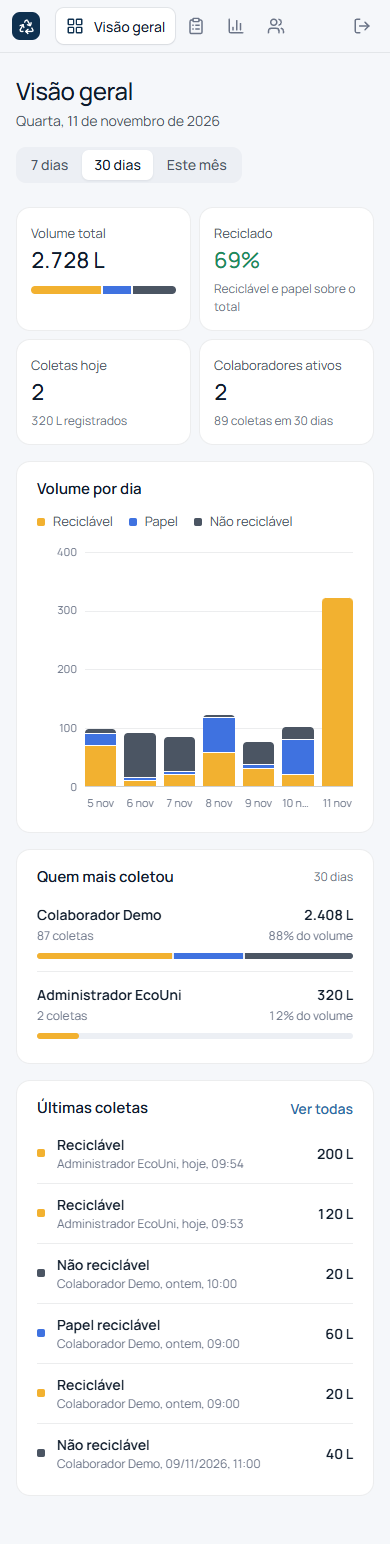 Visão geral
Visão geral
Quarta, 11 de novembro de 2026
7 dias 30 dias Este mês
Volume total
2.728 L
Reciclado
69%
Reciclável e papel sobre o
total
Coletas hoje
2
320 L registrados
Colaboradores ativos
2
89 coletas em 30 dias
Volume por dia
Reciclável Papel Não reciclável
400
300
200
100
0
5 nov 6 nov 7 nov 8 nov 9 nov 10 n... 11 nov
Quem mais coletou 30 dias
Colaborador Demo 2.408 L
87 coletas 88% do volume
Administrador EcoUni 320 L
2 coletas 12% do volume
Últimas coletas Ver todas
Reciclável
Administrador EcoUni, hoje, 09:54
200 L
Reciclável
Administrador EcoUni, hoje, 09:53
120 L
Não reciclável
Colaborador Demo, ontem, 10:00
20 L
Papel reciclável
Colaborador Demo, ontem, 09:00
60 L
Reciclável
Colaborador Demo, ontem, 09:00
20 L
Não reciclável
Colaborador Demo, 09/11/2026, 11:00
40 L